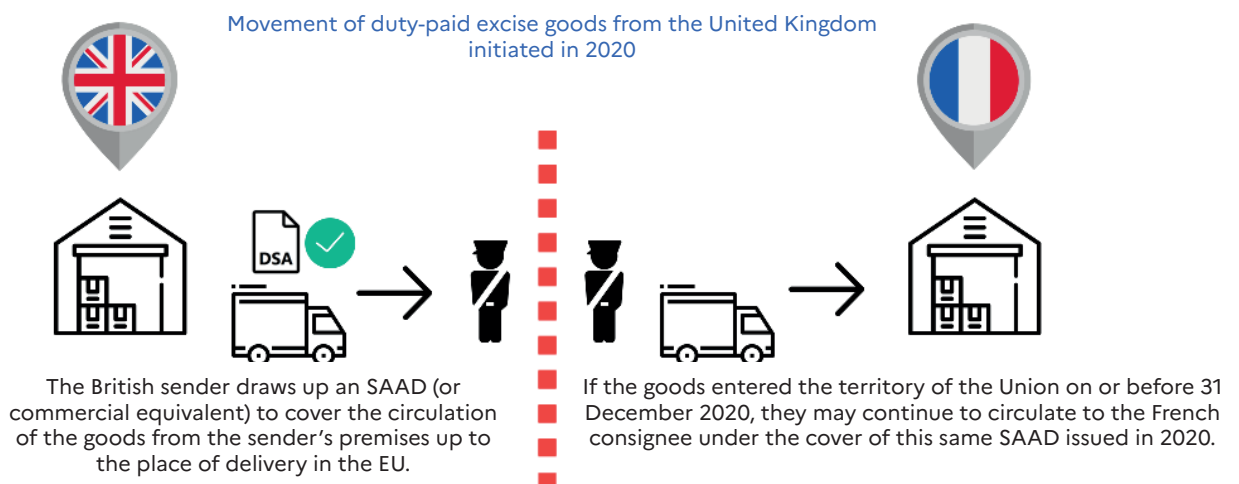 Movement of duty-paid excise goods from the United Kingdom
initiated in 2020
DSA
The British sender draws up an SAAD (or
commercial equivalent) to cover the circulation
of the goods from the sender’s premises up to
the place of delivery in the EU.
If the goods entered the territory of the Union on or before 31
December 2020, they may continue to circulate to the French
consignee under the cover of this same SAAD issued in 2020.